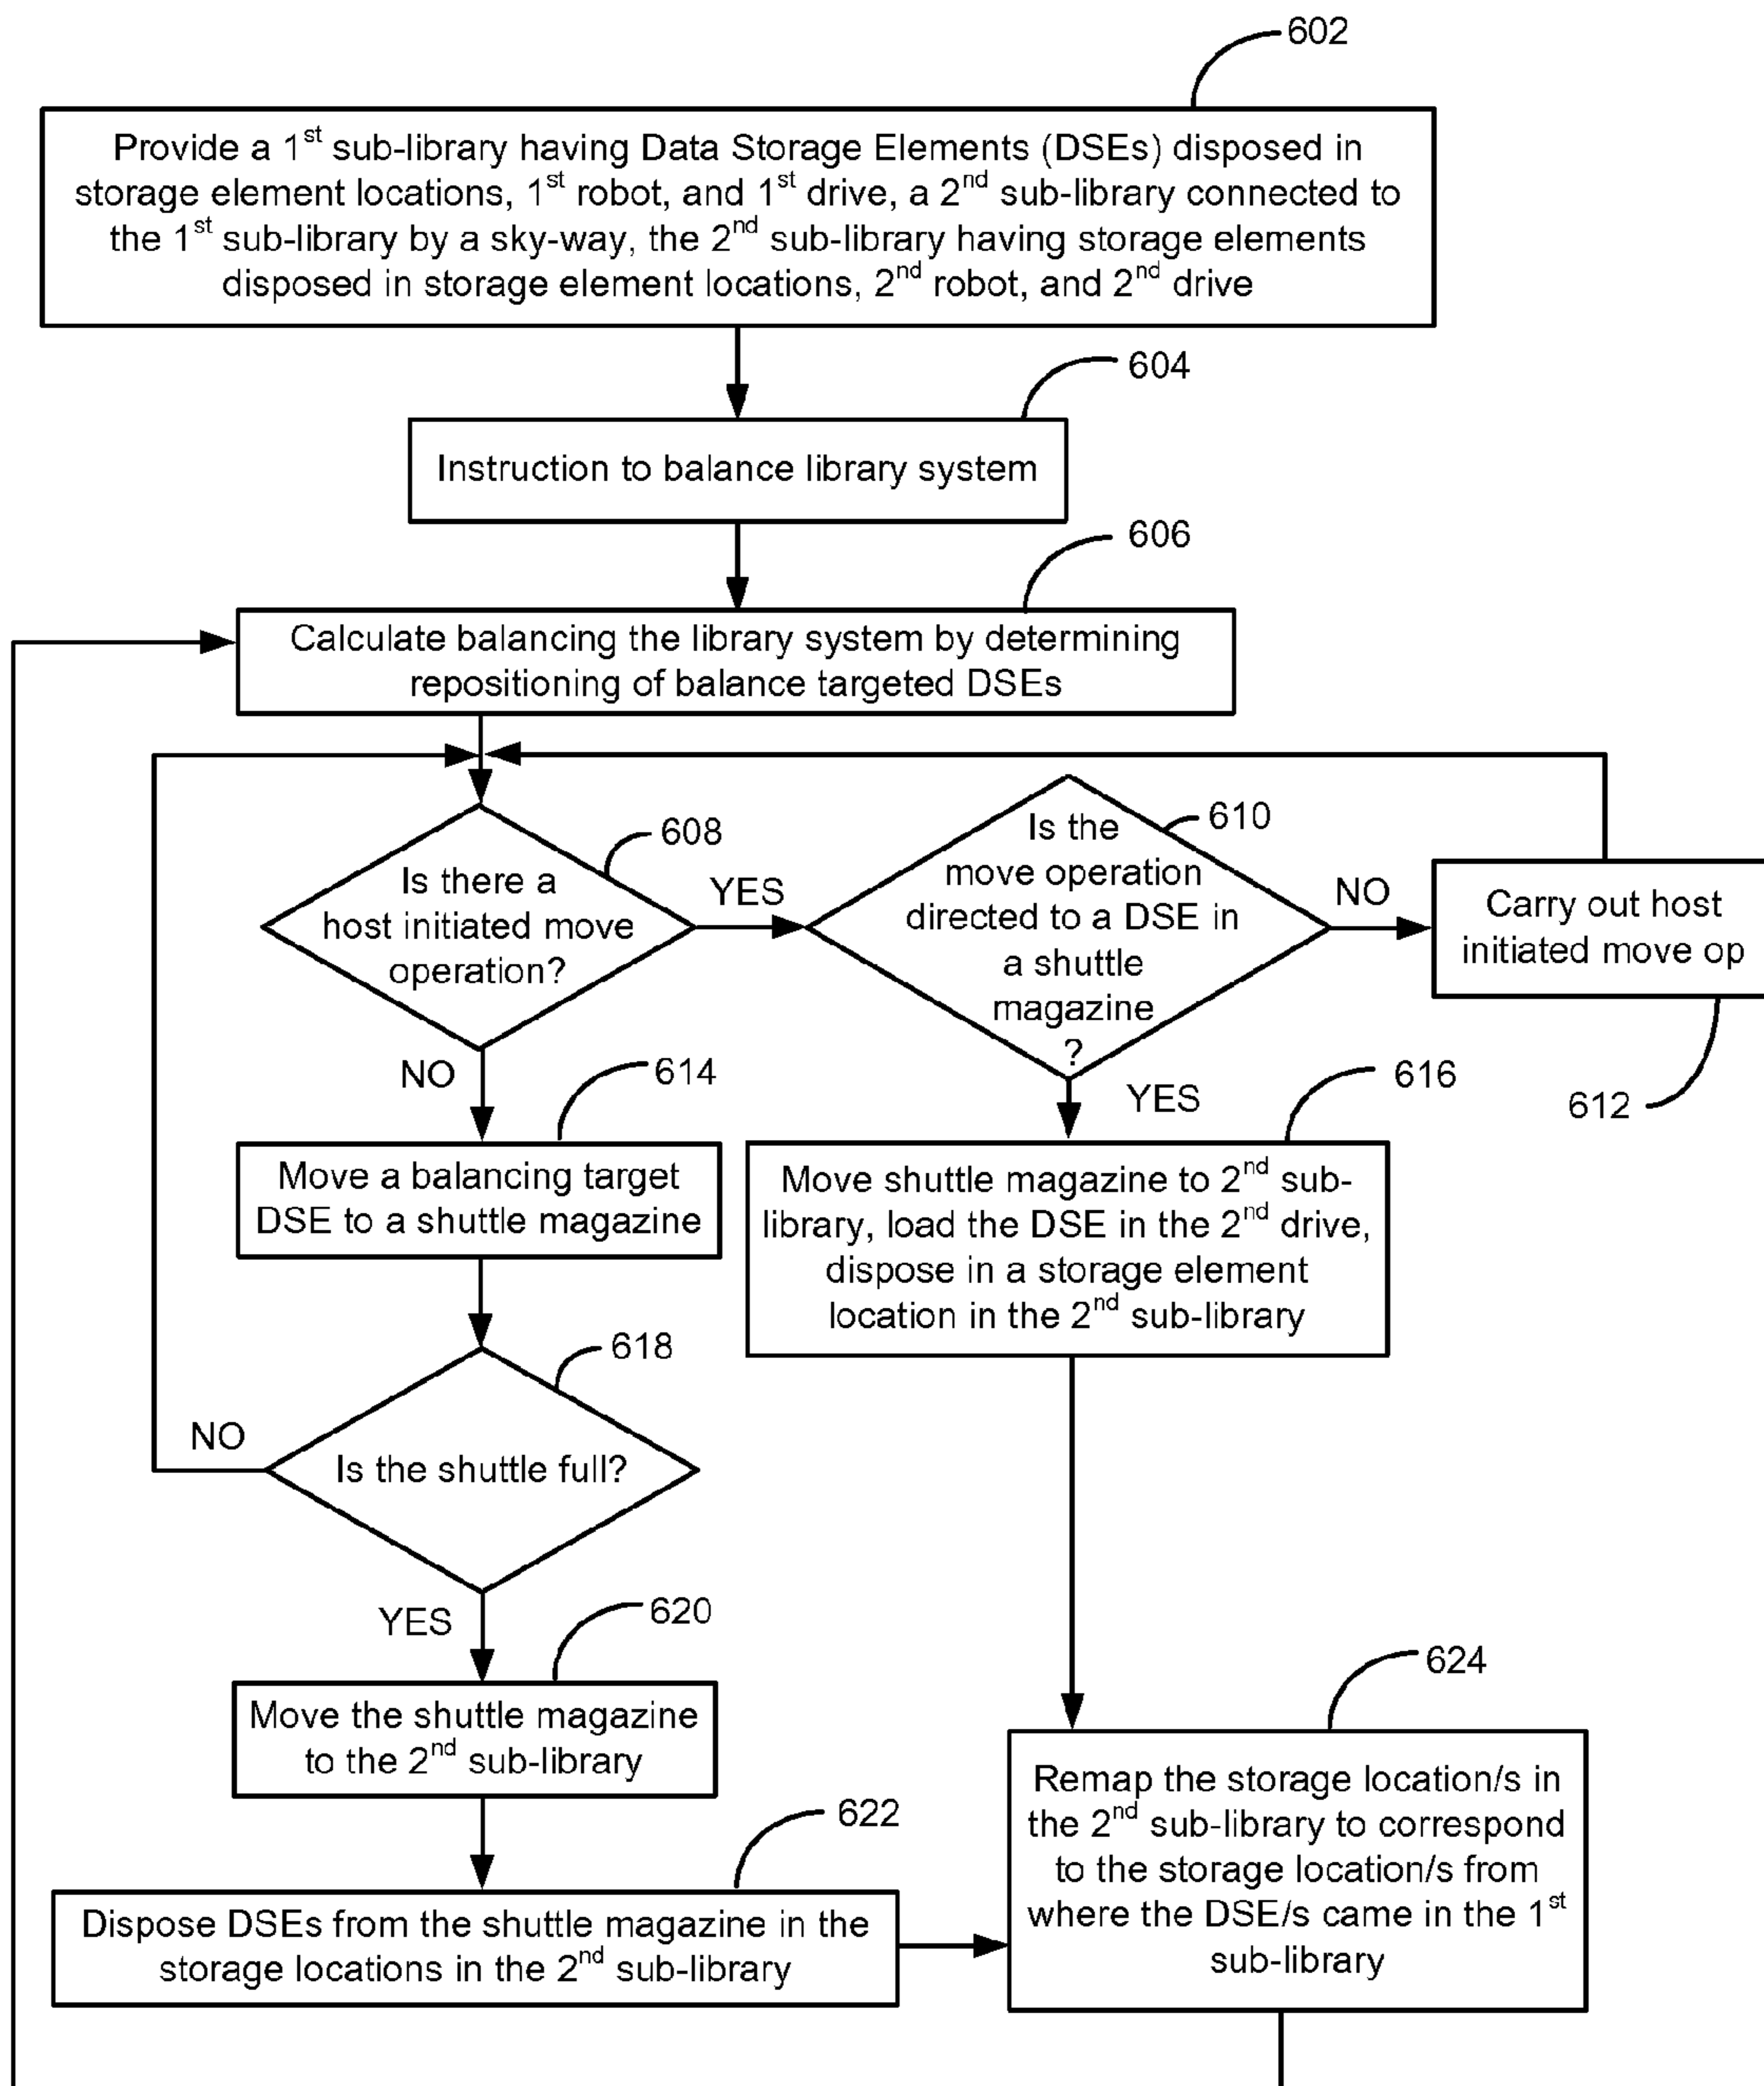 602
Provide a 1st sub-library having Data Storage Elements (DSEs) disposed in
storage element locations, 1st robot, and 1st drive, a 2nd sub-library connected to
the 1st sub-library by a sky-way, the 2nd sub-library having storage elements
disposed in storage element locations, 2nd robot, and 2nd drive
604
Instruction to balance library system
606
Calculate balancing the library system by determining
repositioning of balance targeted DSEs
608
Is there a
host initiated move
operation?
YES
610
Is the
move operation
directed to a DSE in
a shuttle
magazine
?
NO
Carry out host
initiated move op
612
NO
614
Move a balancing target
DSE to a shuttle magazine
YES
616
Move shuttle magazine to 2nd sub-
library, load the DSE in the 2nd drive,
dispose in a storage element
location in the 2nd sub-library
618
Is the shuttle full?
NO
YES
620
Move the shuttle magazine
to the 2nd sub-library
622
Dispose DSEs from the shuttle magazine in the
storage locations in the 2nd sub-library
624
Remap the storage location/s in
the 2nd sub-library to correspond
to the storage location/s from
where the DSE/s came in the 1st
sub-library